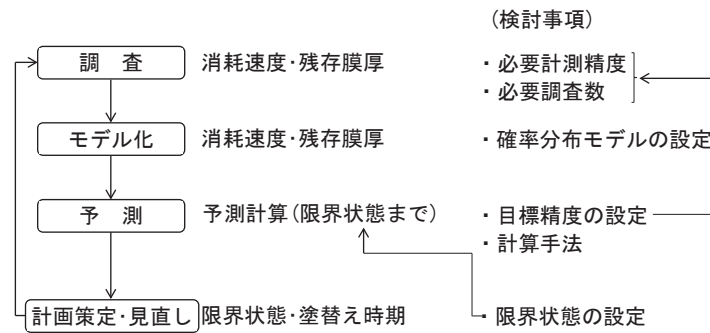 (検討事項)
調 査 消耗速度･残存膜厚 ･必要計測精度
･必要調査数
モデル化 消耗速度･残存膜厚 ･確率分布モデルの設定
予 測 予測計算(限界状態まで) ･目標精度の設定
･計算手法
計画策定･見直し 限界状態･塗替え時期 ･限界状態の設定